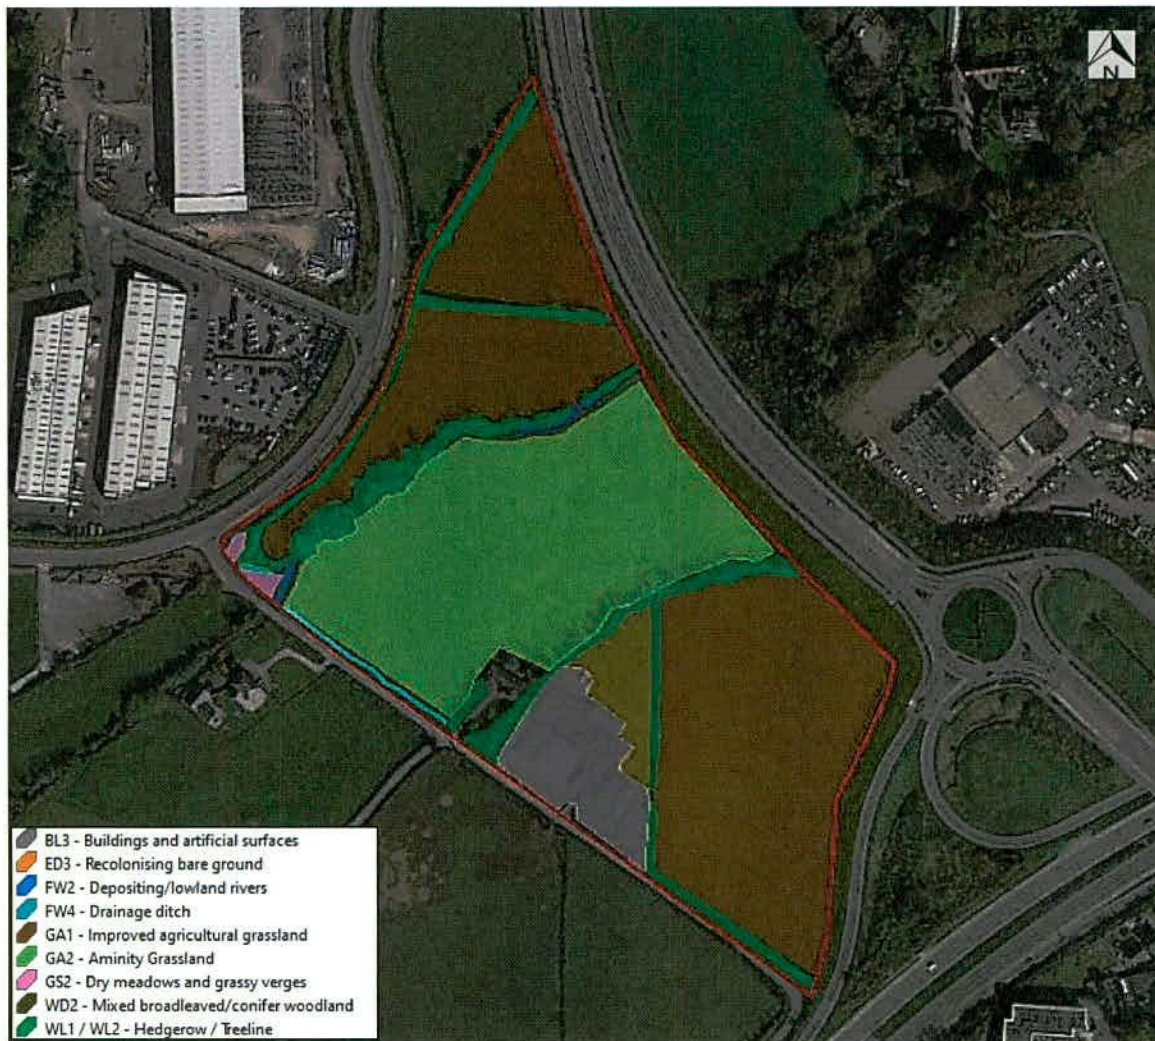 N
BL3 - Buildings and artificial surfaces
ED3 - Recolonising bare ground
FW2 - Depositing/lowland rivers
FW4 - Drainage ditch
GA1 - Improved agricultural grassland
GA2 - Aminity Grassland
GS2 - Dry meadows and grassy verges
WD2 - Mixed broadleaved/conifer woodland
WL1 / WL2 - Hedgerow / Treeline